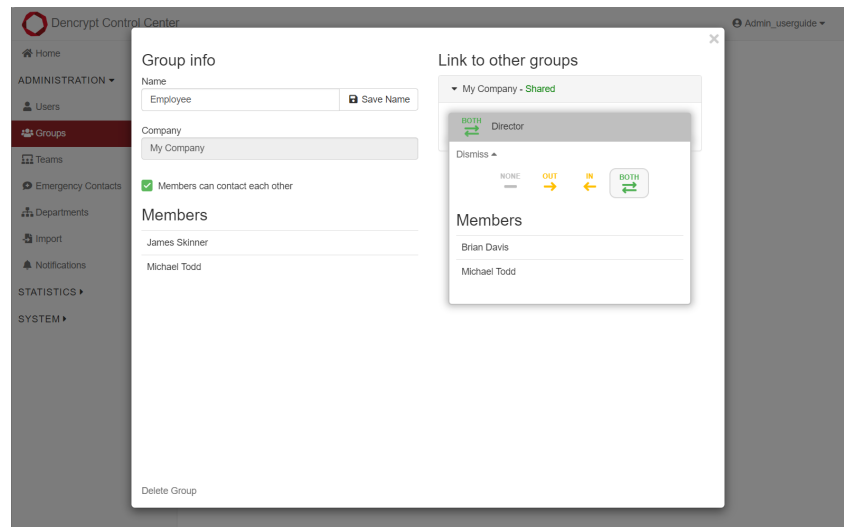 Dencrypt Control Center
Admin_userguide
Home
ADMINISTRATION
Users
Groups
Teams
Emergency Contacts
Departments
Import
Notifications
STATISTICS
SYSTEM
×
Group info
Name
Employee
Save Name
Company
My Company
Members can contact each other
Members
James Skinner
Michael Todd
Delete Group
Link to other groups
My Company - Shared
BOTH
Director
Dismiss
NONE OUT IN BOTH
Members
Brian Davis
Michael Todd